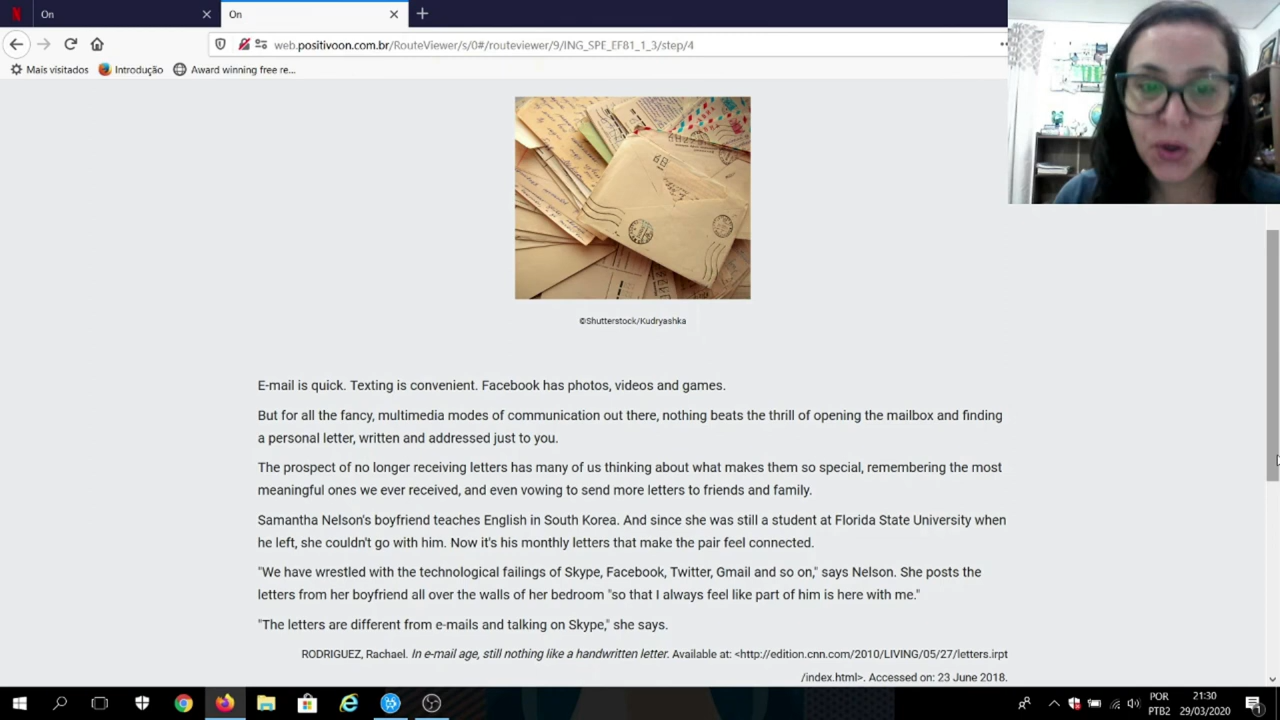 On
On
web.positivoon.com.br/RouteViewer/s/0#/routeviewer/9/ING_SPE_EF81_1_3/step/4
Mais visitados
Introdução
Award winning free re...
©Shutterstock/Kudryashka
E-mail is quick. Texting is convenient. Facebook has photos, videos and games.
But for all the fancy, multimedia modes of communication out there, nothing beats the thrill of opening the mailbox and finding
a personal letter, written and addressed just to you.
The prospect of no longer receiving letters has many of us thinking about what makes them so special, remembering the most
meaningful ones we ever received, and even vowing to send more letters to friends and family.
Samantha Nelson's boyfriend teaches English in South Korea. And since she was still a student at Florida State University when
he left, she couldn't go with him. Now it's his monthly letters that make the pair feel connected.
"We have wrestled with the technological failings of Skype, Facebook, Twitter, Gmail and so on," says Nelson. She posts the
letters from her boyfriend all over the walls of her bedroom "so that I always feel like part of him is here with me."
"The letters are different from e-mails and talking on Skype," she says.
RODRIGUEZ, Rachael. In e-mail age, still nothing like a handwritten letter. Available at: <http://edition.cnn.com/2010/LIVING/05/27/letters.irpt
/index.html>. Accessed on: 23 June 2018.
POR
PTB2
21:30
29/03/2020